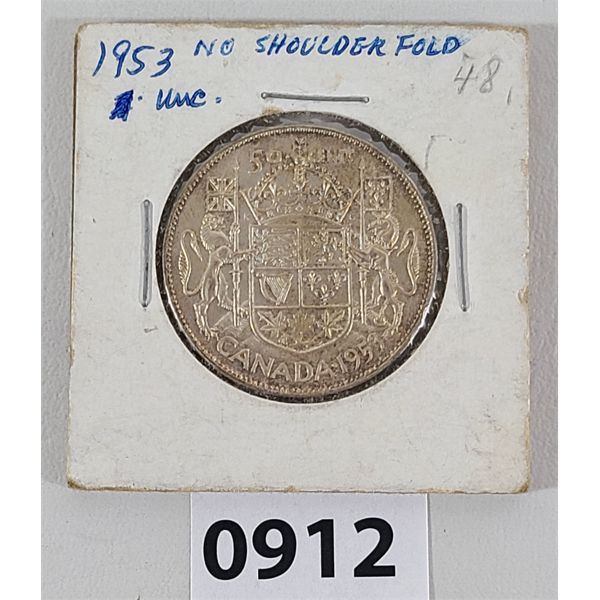 1953 NO SHOULDER FOLD
UNC.
48
50 CENTS
CANADA·1953
0912